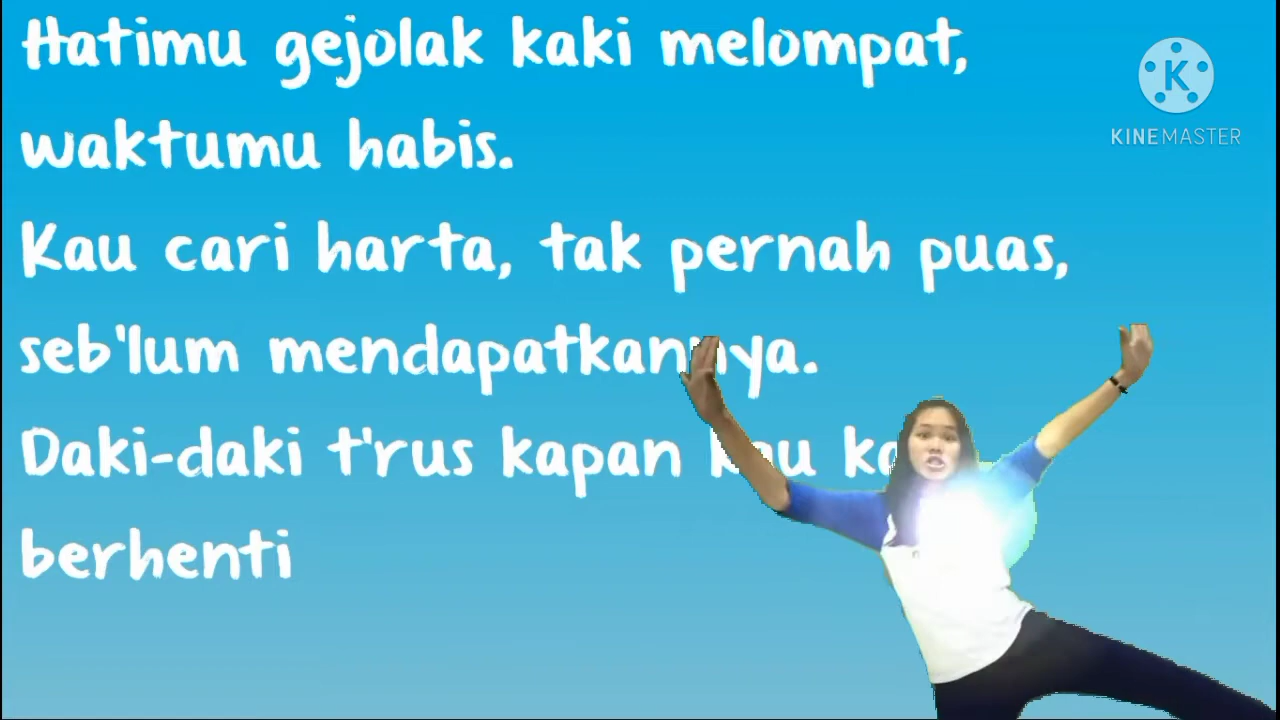 Hatimu gejolak kaki melompat,
KINEMASTER
waktumu habis.
Kau cari harta, tak pernah puas,
seb'lum mendapatkannya.
Daki-daki t'rus kapan kau
berhenti